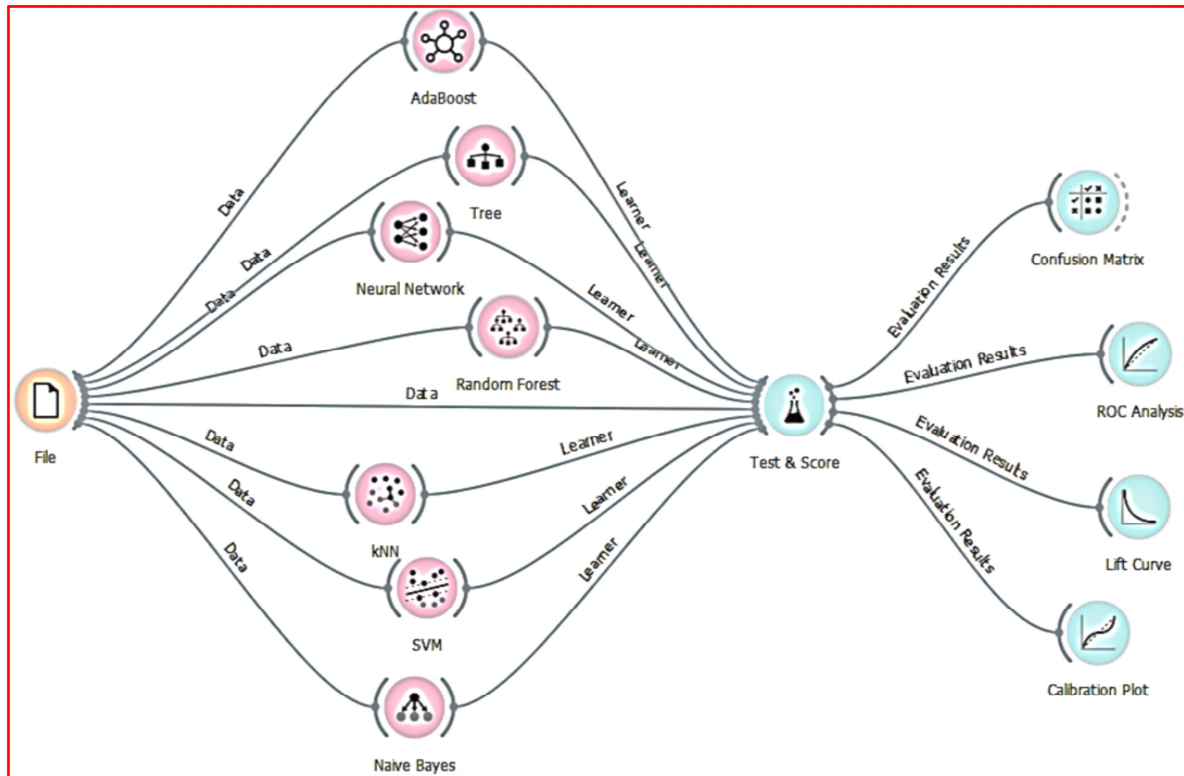 AdaBoost
Data
Learner
Tree
Data
Learner
Neural Network
Data
Learner
Random Forest
Data
Learner
File
Data
Test & Score
kNN
Data
Learner
SVM
Data
Learner
Naive Bayes
Data
Learner
Evaluation Results
Confusion Matrix
Evaluation Results
ROC Analysis
Evaluation Results
Lift Curve
Evaluation Results
Calibration Plot